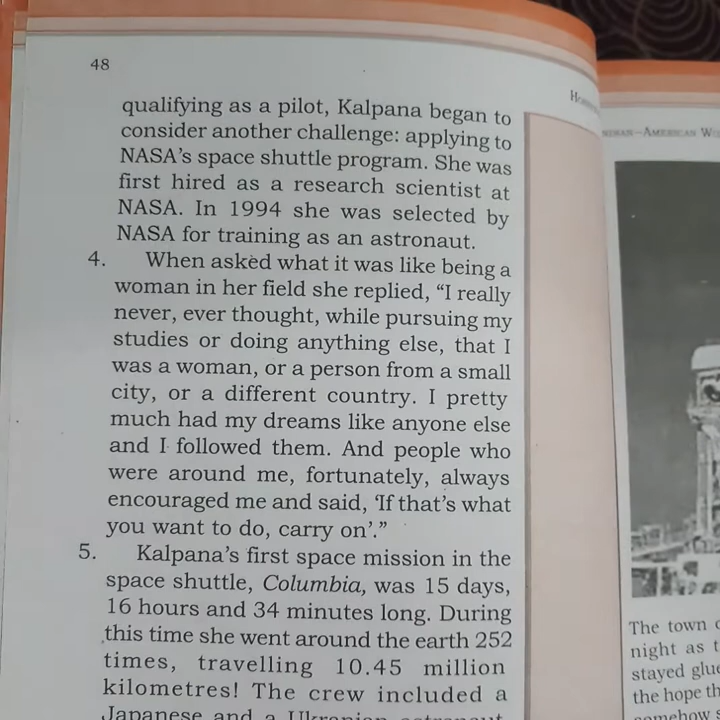 48
qualifying as a pilot, Kalpana began to
consider another challenge: applying to
NASA's space shuttle program. She was
first hired as a research scientist at
NASA. In 1994 she was selected by
NASA for training as an astronaut.
4. When asked what it was like being a
woman in her field she replied, “I really
never, ever thought, while pursuing my
studies or doing anything else, that I
was a woman, or a person from a small
city, or a different country. I pretty
much had my dreams like anyone else
and I followed them. And people who
were around me, fortunately, always
encouraged me and said, ‘If that's what
you want to do, carry on’.”
5. Kalpana's first space mission in the
space shuttle, Columbia, was 15 days,
16 hours and 34 minutes long. During
this time she went around the earth 252
times, travelling 10.45 million
kilometres! The crew included a
Japanese and a Ukranian astronaut
American
The town
night as
stayed
the hope
somehow